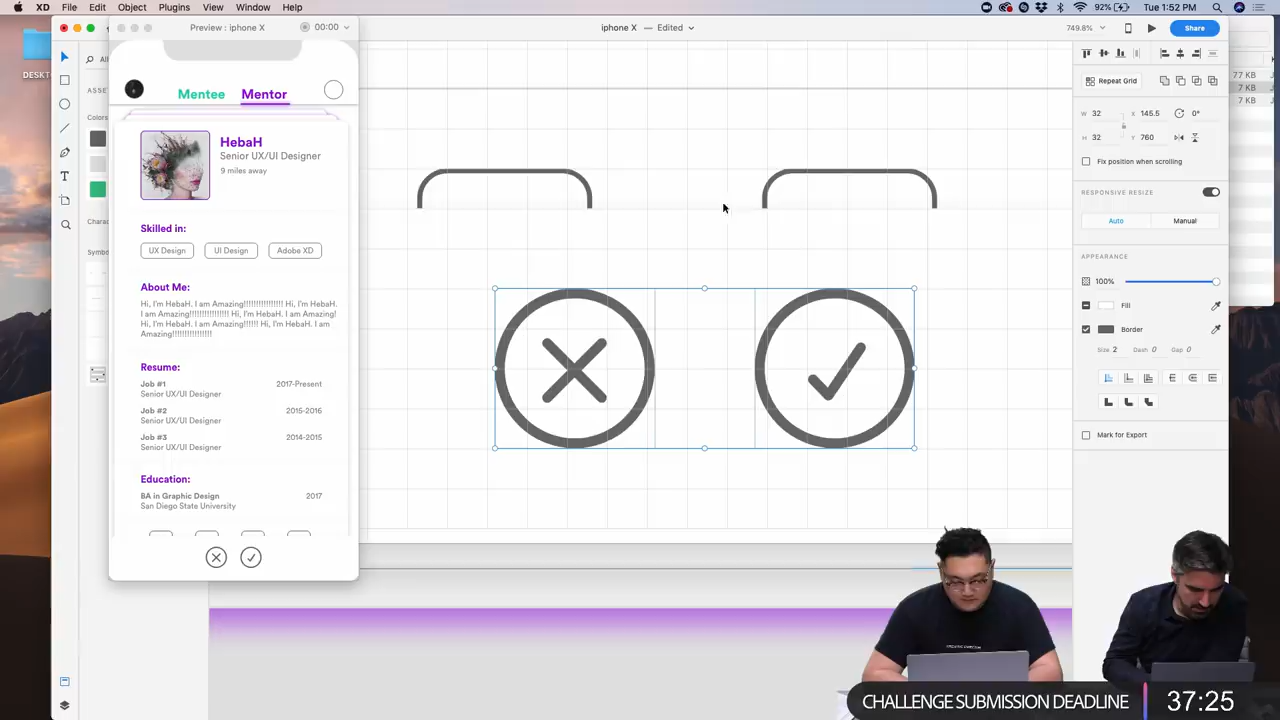 XD File Edit Object Plugins View Window Help
92% Tue 1:52 PM
Preview : iphone X
00:00
iphone X — Edited
749.8%
Share
DESKT
All
ASSET
Colors
Charac
Symbo
Mentee Mentor
HebaH
Senior UX/UI Designer
9 miles away
Skilled in:
UX Design UI Design Adobe XD
About Me:
Hi, I'm HebaH. I am Amazing!!!!!!!!!!!!!!!! Hi, I'm HebaH.
I am Amazing!!!!!!!!!!!!!!!! Hi, I'm HebaH. I am Amazing!
Hi, I'm HebaH. I am Amazing!!!!!! Hi, I'm HebaH. I am
Amazing!!!!!!!!!!!!!!!!
Resume:
Job #1 2017-Present
Senior UX/UI Designer
Job #2 2015-2016
Senior UX/UI Designer
Job #3 2014-2015
Senior UX/UI Designer
Education:
BA in Graphic Design 2017
San Diego State University
Repeat Grid
W 32 X 145.5 0°
H 32 Y 760
Fix position when scrolling
RESPONSIVE RESIZE
Auto Manual
APPEARANCE
100%
Fill
Border
Size 2 Dash 0 Gap 0
Mark for Export
77 KB
7 KB
7 KB
CHALLENGE SUBMISSION DEADLINE 37:25